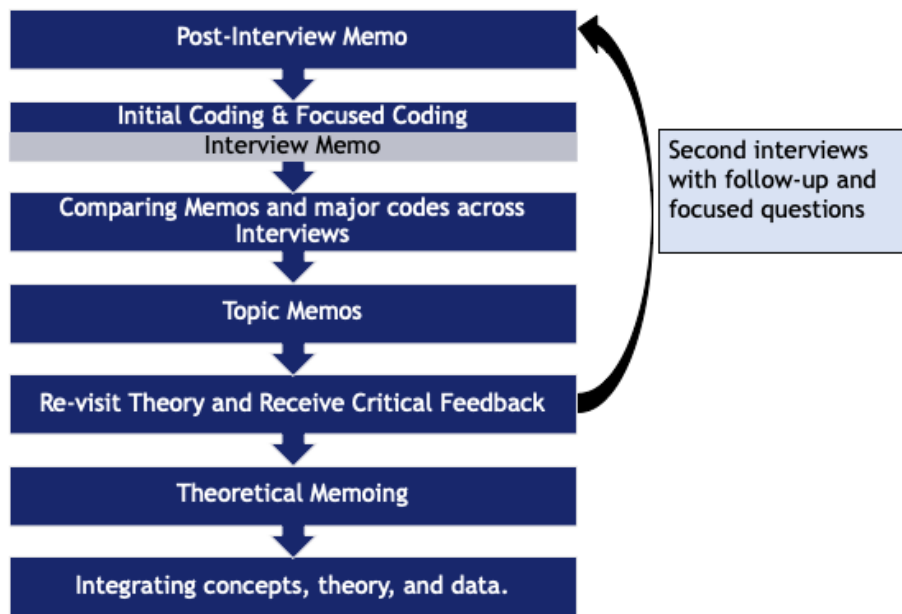 Post-Interview Memo
Initial Coding & Focused Coding
Interview Memo
Comparing Memos and major codes across
Interviews
Topic Memos
Re-visit Theory and Receive Critical Feedback
Theoretical Memoing
Integrating concepts, theory, and data.
Second interviews
with follow-up and
focused questions